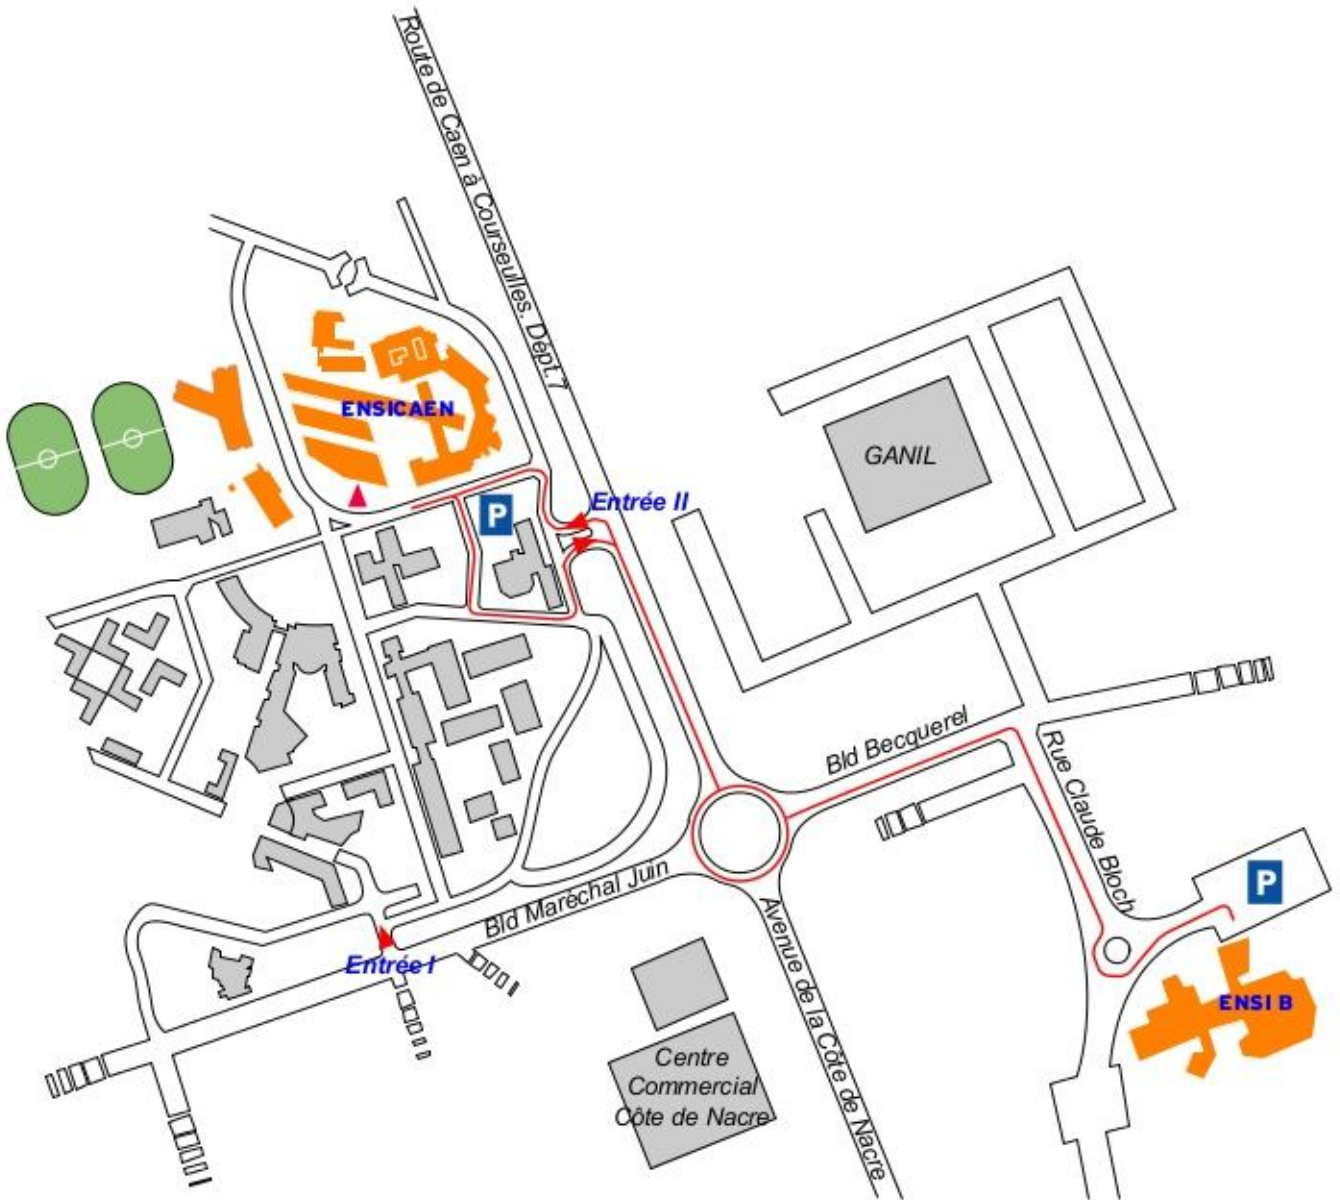 Route de Caen à Courseulles. Dépt.7
ENSICAEN
GANIL
P
Entrée II
Bld Becquerel
Rue Claude Bloch
P
Bld Maréchal Juin
Entrée I
Avenue de la Côte de Nacre
ENSI B
Centre
Commercial
Côte de Nacre